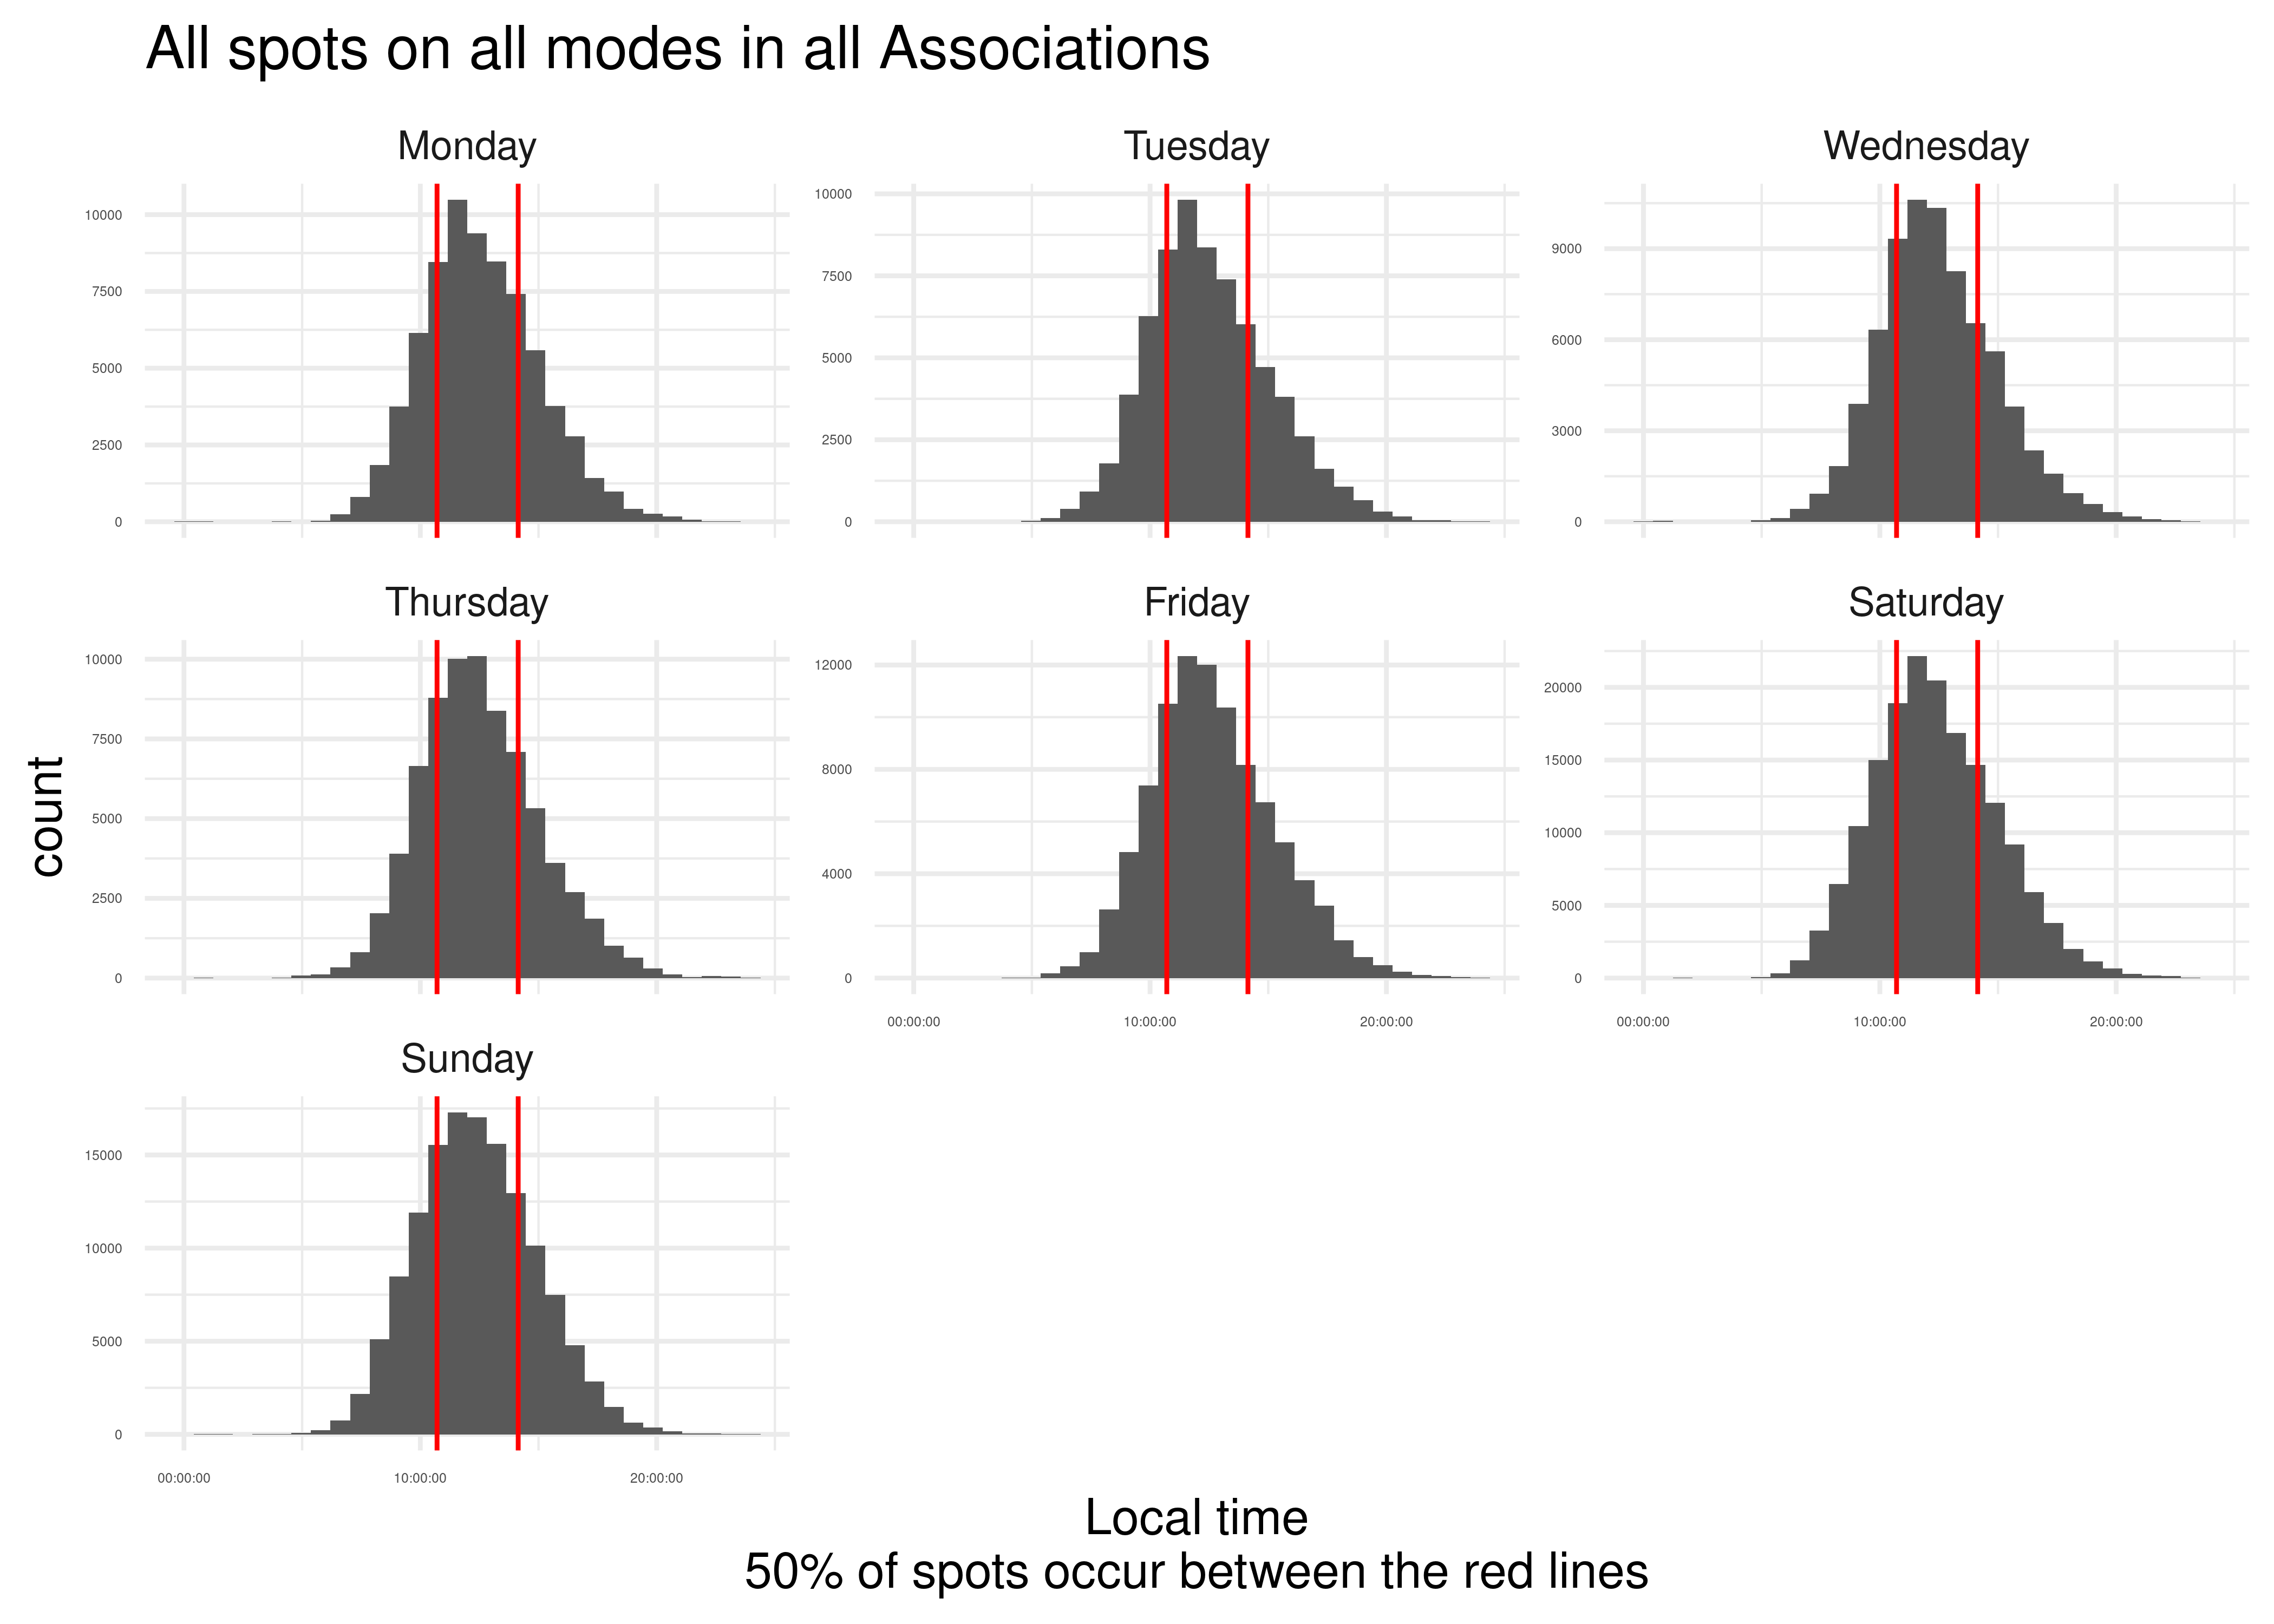 All spots on all modes in all Associations
Monday
Tuesday
Wednesday
10000
7500
5000
2500
0
10000
7500
5000
2500
0
9000
6000
3000
0
Thursday
Friday
Saturday
10000
7500
5000
2500
0
12000
8000
4000
0
20000
15000
10000
5000
0
00:00:00 10:00:00 20:00:00
00:00:00 10:00:00 20:00:00
Sunday
15000
10000
5000
0
00:00:00 10:00:00 20:00:00
count
Local time
50% of spots occur between the red lines